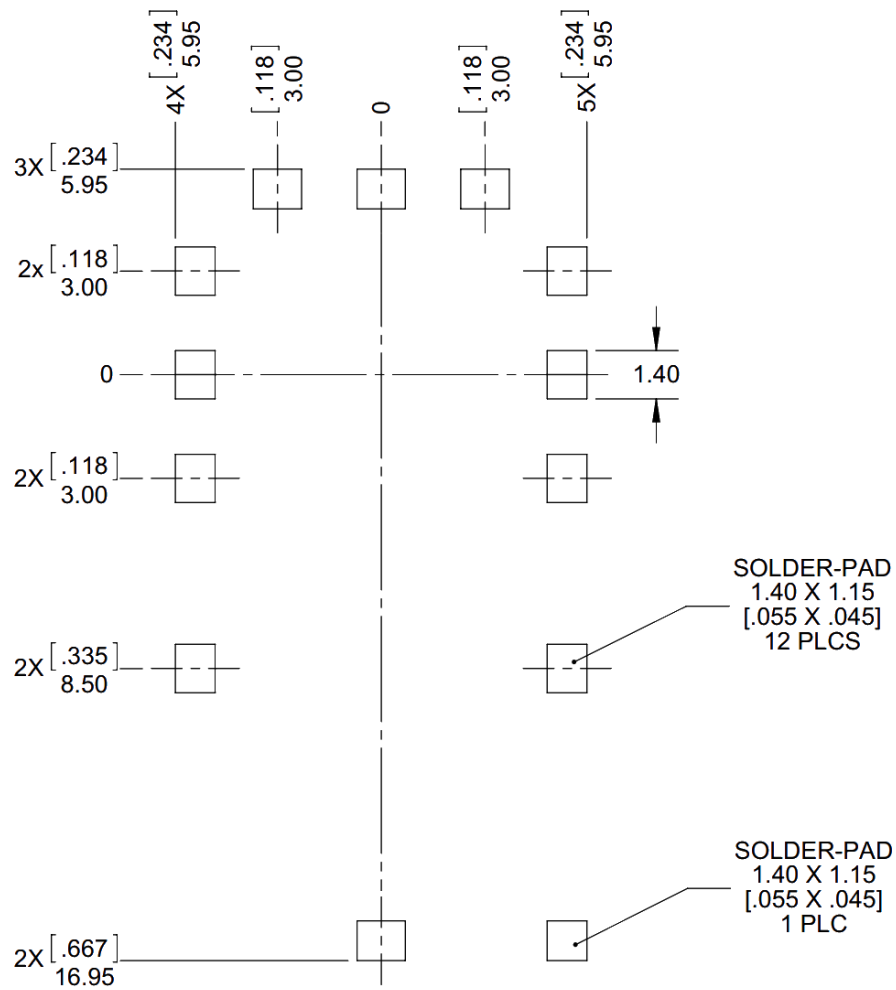 4X [.234]
5.95
[.118]
3.00
0
[.118]
3.00
5X [.234]
5.95
3X [.234]
5.95
2x [.118]
3.00
0
1.40
2X [.118]
3.00
SOLDER-PAD
1.40 X 1.15
[.055 X .045]
12 PLCS
2X [.335]
8.50
SOLDER-PAD
1.40 X 1.15
[.055 X .045]
1 PLC
2X [.667]
16.95